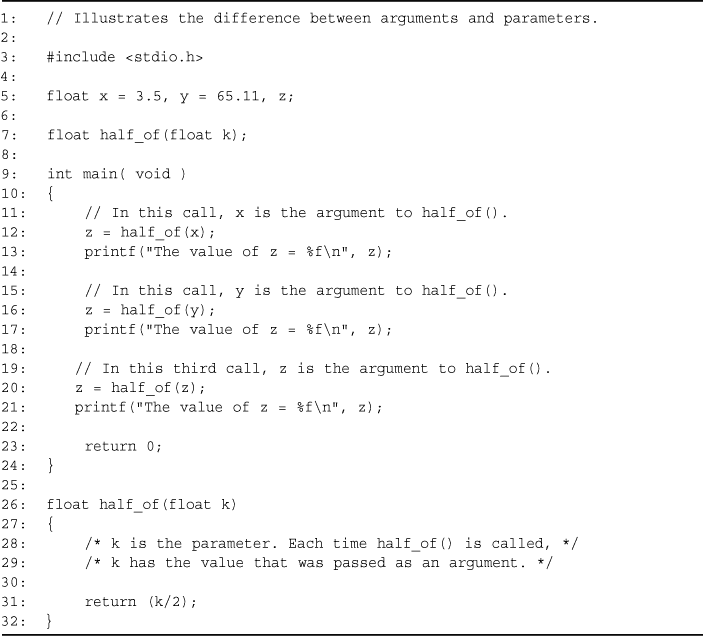 1:   // Illustrates the difference between arguments and parameters.
2:
3:   #include <stdio.h>
4:
5:   float x = 3.5, y = 65.11, z;
6:
7:   float half_of(float k);
8:
9:   int main( void )
10:  {
11:      // In this call, x is the argument to half_of().
12:      z = half_of(x);
13:      printf("The value of z = %f\n", z);
14:
15:      // In this call, y is the argument to half_of().
16:      z = half_of(y);
17:      printf("The value of z = %f\n", z);
18:
19:     // In this third call, z is the argument to half_of().
20:     z = half_of(z);
21:     printf("The value of z = %f\n", z);
22:
23:      return 0;
24:  }
25:
26:  float half_of(float k)
27:  {
28:      /* k is the parameter. Each time half_of() is called, */
29:      /* k has the value that was passed as an argument. */
30:
31:      return (k/2);
32:  }